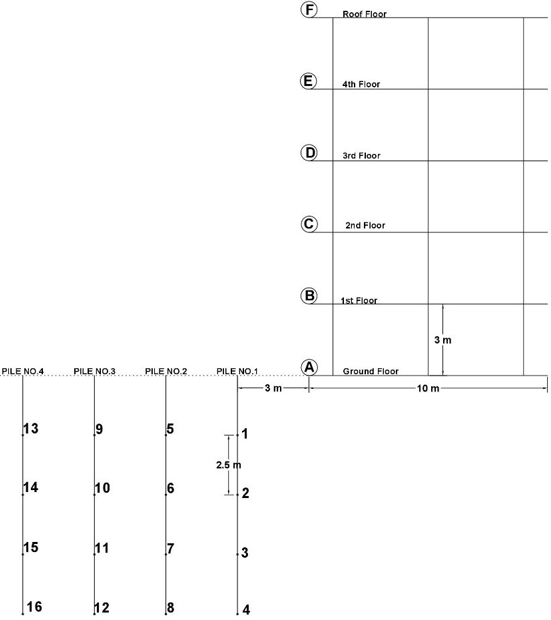 F Roof Floor
E 4th Floor
D 3rd Floor
C 2nd Floor
B 1st Floor
3 m
PILE NO.4 PILE NO.3 PILE NO.2 PILE NO.1 A Ground Floor
3 m 10 m
13 9 5 1
2.5 m
14 10 6 2
15 11 7 3
16 12 8 4